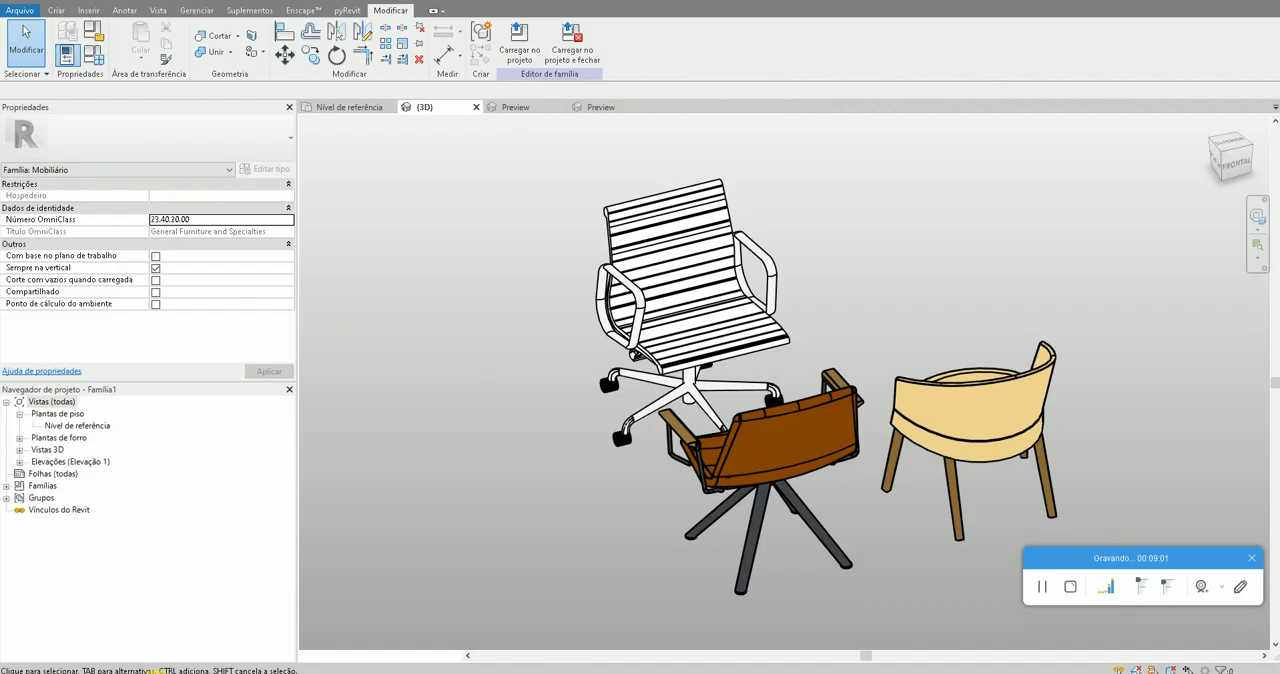 Arquivo Criar Inserir Anotar Vista Gerenciar Suplementos Enscape™ pyRevit Modificar
Modificar
Colar
Cortar
Unir
Carregar no projeto
Carregar no projeto e fechar
Selecionar Propriedades Área de transferência Geometria Modificar Medir Criar Editor de família
Propriedades
Nível de referência (3D) Preview Preview
R
SUPERIOR
FRONTAL
Família: Mobiliário Editar tipo
Restrições
Hospedeiro
Dados de identidade
Número OmniClass 23.40.20.00
Título OmniClass General Furniture and Specialties
Outros
Com base no plano de trabalho
Sempre na vertical
Corte com vazios quando carregada
Compartilhado
Ponto de cálculo do ambiente
Ajuda de propriedades Aplicar
Navegador de projeto - Família1
Vistas (todas)
Plantas de piso
Nível de referência
Plantas de forro
Vistas 3D
Elevações (Elevação 1)
Folhas (todas)
Famílias
Grupos
Vínculos do Revit
Gravando... 00:09:01
Clique para selecionar, TAB para alternativos, CTRL adiciona, SHIFT cancela a seleção.
:0